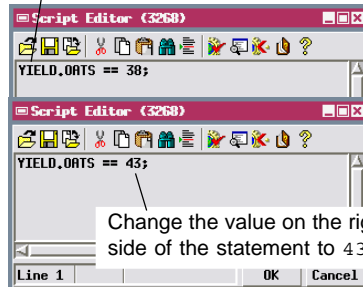 Script Editor (3268)
YIELD.OATS == 38;
Script Editor (3268)
YIELD.OATS == 43;
Change the value on the
side of the statement to 43
Line 1
OK
Cancel